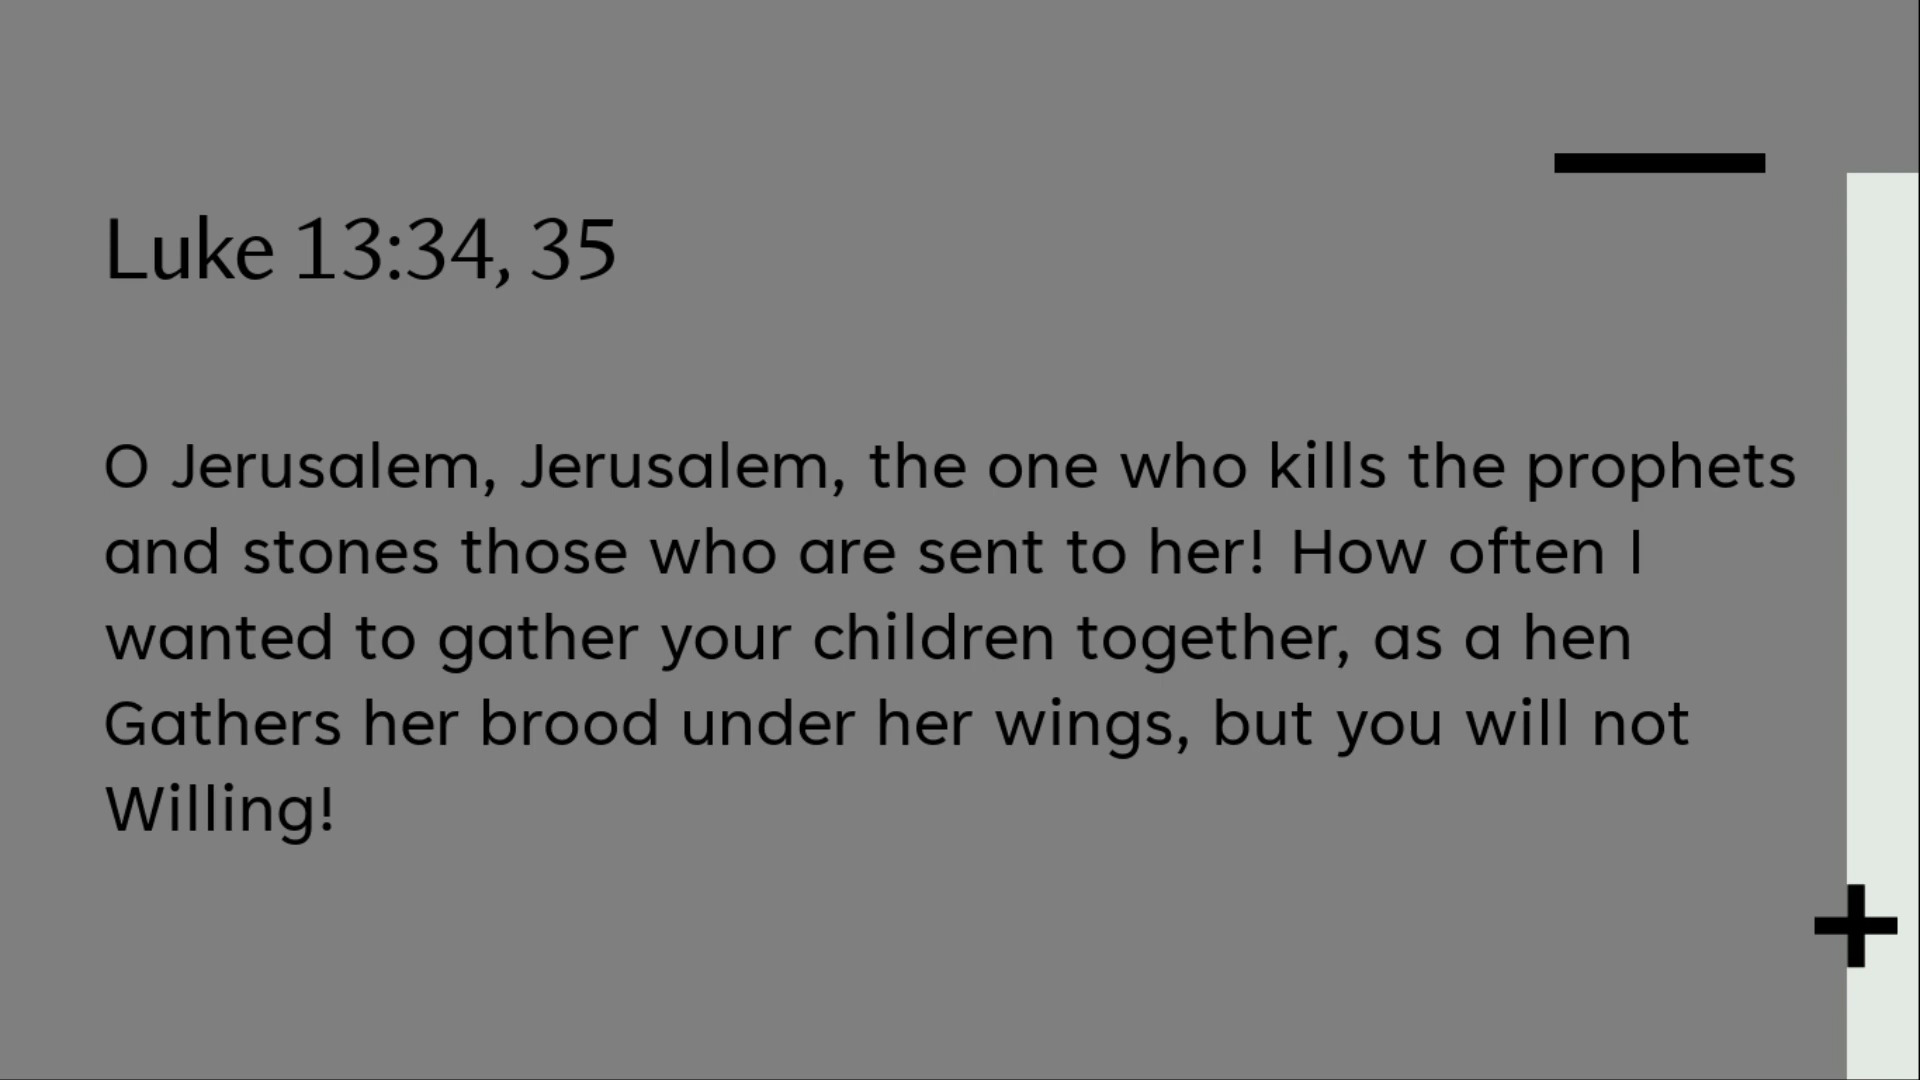 Luke 13:34, 35
O Jerusalem, Jerusalem, the one who kills the prophets
and stones those who are sent to her! How often I
wanted to gather your children together, as a hen
Gathers her brood under her wings, but you will not
Willing!